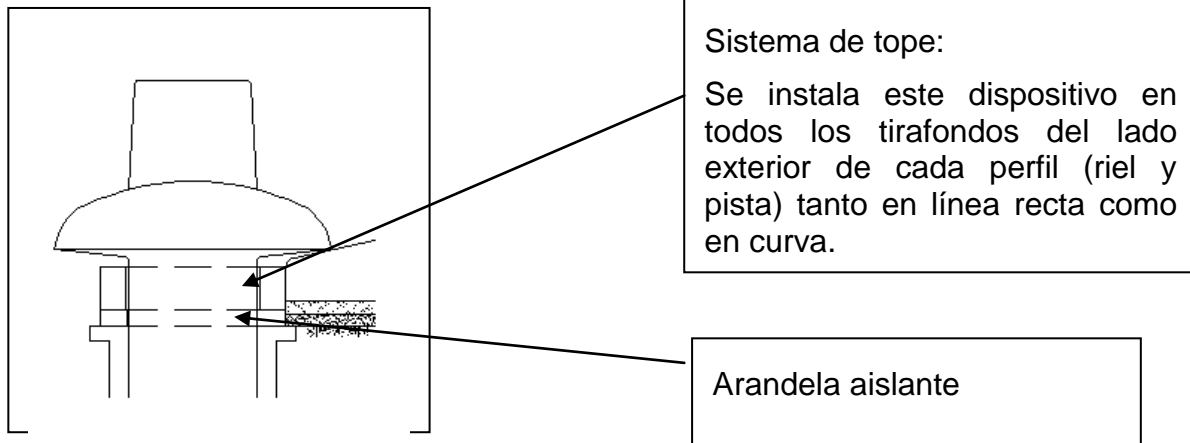 Sistema de tope:
Se instala este dispositivo en
todos los tirafondos del lado
exterior de cada perfil (riel y
pista) tanto en línea recta como
en curva.
Arandela aislante